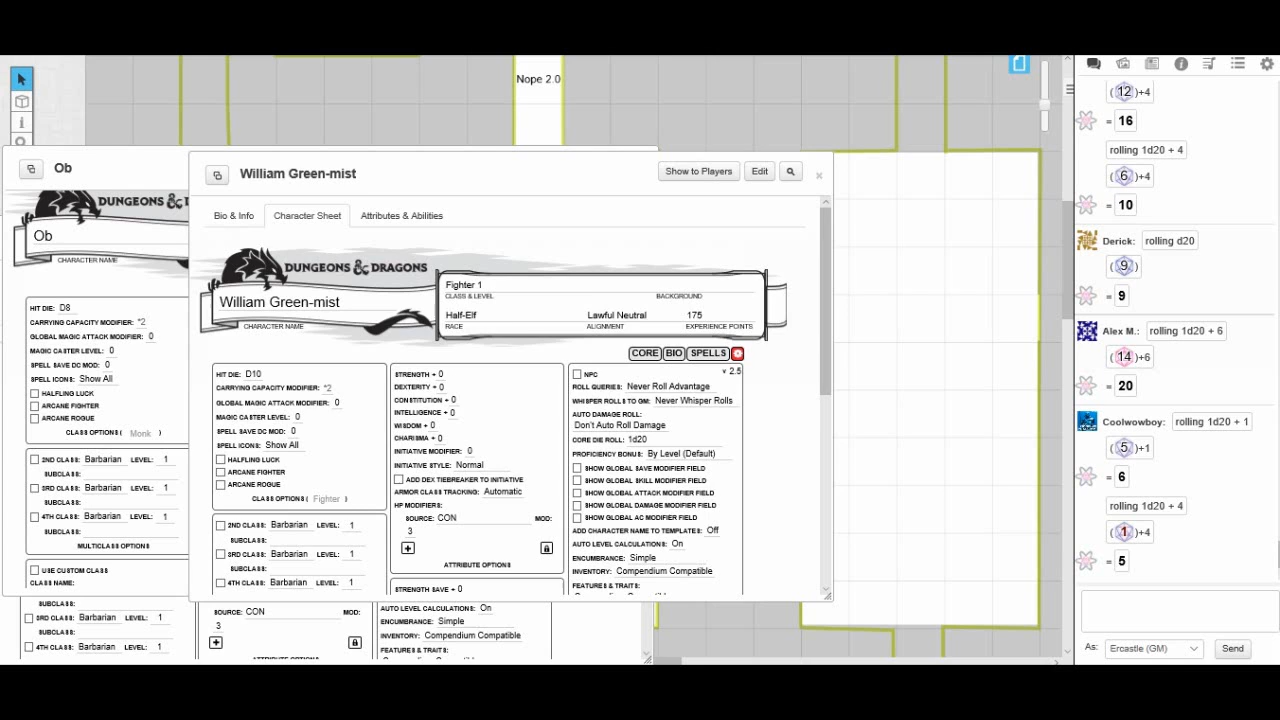 Nope 2.0
Ob
DUNGEONS & D
Ob
CHARACTER NAME
HIT DIE: D8
CARRYING CAPACITY MODIFIER: *2
GLOBAL MAGIC ATTACK MODIFIER: 0
MAGIC CASTER LEVEL: 0
SPELL SAVE DC MOD: 0
SPELL ICONS: Show All
HALFLING LUCK
ARCANE FIGHTER
ARCANE ROGUE
CLASS OPTIONS ( Monk
2ND CLASS: Barbarian LEVEL: 1
SUBCLASS:
3RD CLASS: Barbarian LEVEL: 1
SUBCLASS:
4TH CLASS: Barbarian LEVEL: 1
SUBCLASS:
MULTICLASS OPTIONS
USE CUSTOM CLASS
CLASS NAME:
SUBCLASS:
3RD CLASS: Barbarian LEVEL: 1
SUBCLASS:
4TH CLASS: Barbarian LEVEL: 1
William Green-mist
Show to Players
Edit
Bio & Info
Character Sheet
Attributes & Abilities
DUNGEONS & DRAGONS
William Green-mist
CHARACTER NAME
Fighter 1
CLASS & LEVEL BACKGROUND
Half-Elf Lawful Neutral 175
RACE ALIGNMENT EXPERIENCE POINTS
CORE BIO SPELLS
v 2.5
HIT DIE: D10
CARRYING CAPACITY MODIFIER: *2
GLOBAL MAGIC ATTACK MODIFIER: 0
MAGIC CASTER LEVEL: 0
SPELL SAVE DC MOD: 0
SPELL ICONS: Show All
HALFLING LUCK
ARCANE FIGHTER
ARCANE ROGUE
CLASS OPTIONS ( Fighter )
2ND CLASS: Barbarian LEVEL: 1
SUBCLASS:
3RD CLASS: Barbarian LEVEL: 1
SUBCLASS:
4TH CLASS: Barbarian LEVEL: 1
STRENGTH + 0
DEXTERITY + 0
CONSTITUTION + 0
INTELLIGENCE + 0
WISDOM + 0
CHARISMA + 0
INITIATIVE MODIFIER: 0
INITIATIVE STYLE: Normal
ADD DEX TIEBREAKER TO INITIATIVE
ARMOR CLASS TRACKING: Automatic
HP MODIFIERS:
SOURCE: CON MOD:
3
ATTRIBUTE OPTIONS
STRENGTH SAVE + 0
NPC
ROLL QUERIES: Never Roll Advantage
WHISPER ROLLS TO GM: Never Whisper Rolls
AUTO DAMAGE ROLL:
Don't Auto Roll Damage
CORE DIE ROLL: 1d20
PROFICIENCY BONUS: By Level (Default)
SHOW GLOBAL SAVE MODIFIER FIELD
SHOW GLOBAL SKILL MODIFIER FIELD
SHOW GLOBAL ATTACK MODIFIER FIELD
SHOW GLOBAL DAMAGE MODIFIER FIELD
SHOW GLOBAL AC MODIFIER FIELD
ADD CHARACTER NAME TO TEMPLATES: Off
AUTO LEVEL CALCULATIONS: On
ENCUMBRANCE: Simple
INVENTORY: Compendium Compatible
FEATURES & TRAITS:
SOURCE: CON MOD:
3
AUTO LEVEL CALCULATIONS: On
ENCUMBRANCE: Simple
INVENTORY: Compendium Compatible
FEATURES & TRAITS:
(12)+4
= 16
rolling 1d20 + 4
(6)+4
= 10
Derick: rolling d20
(9)
= 9
Alex M.: rolling 1d20 + 6
(14)+6
= 20
Coolwowboy: rolling 1d20 + 1
(5)+1
= 6
rolling 1d20 + 4
(1)+4
= 5
As: Ercastle (GM) Send